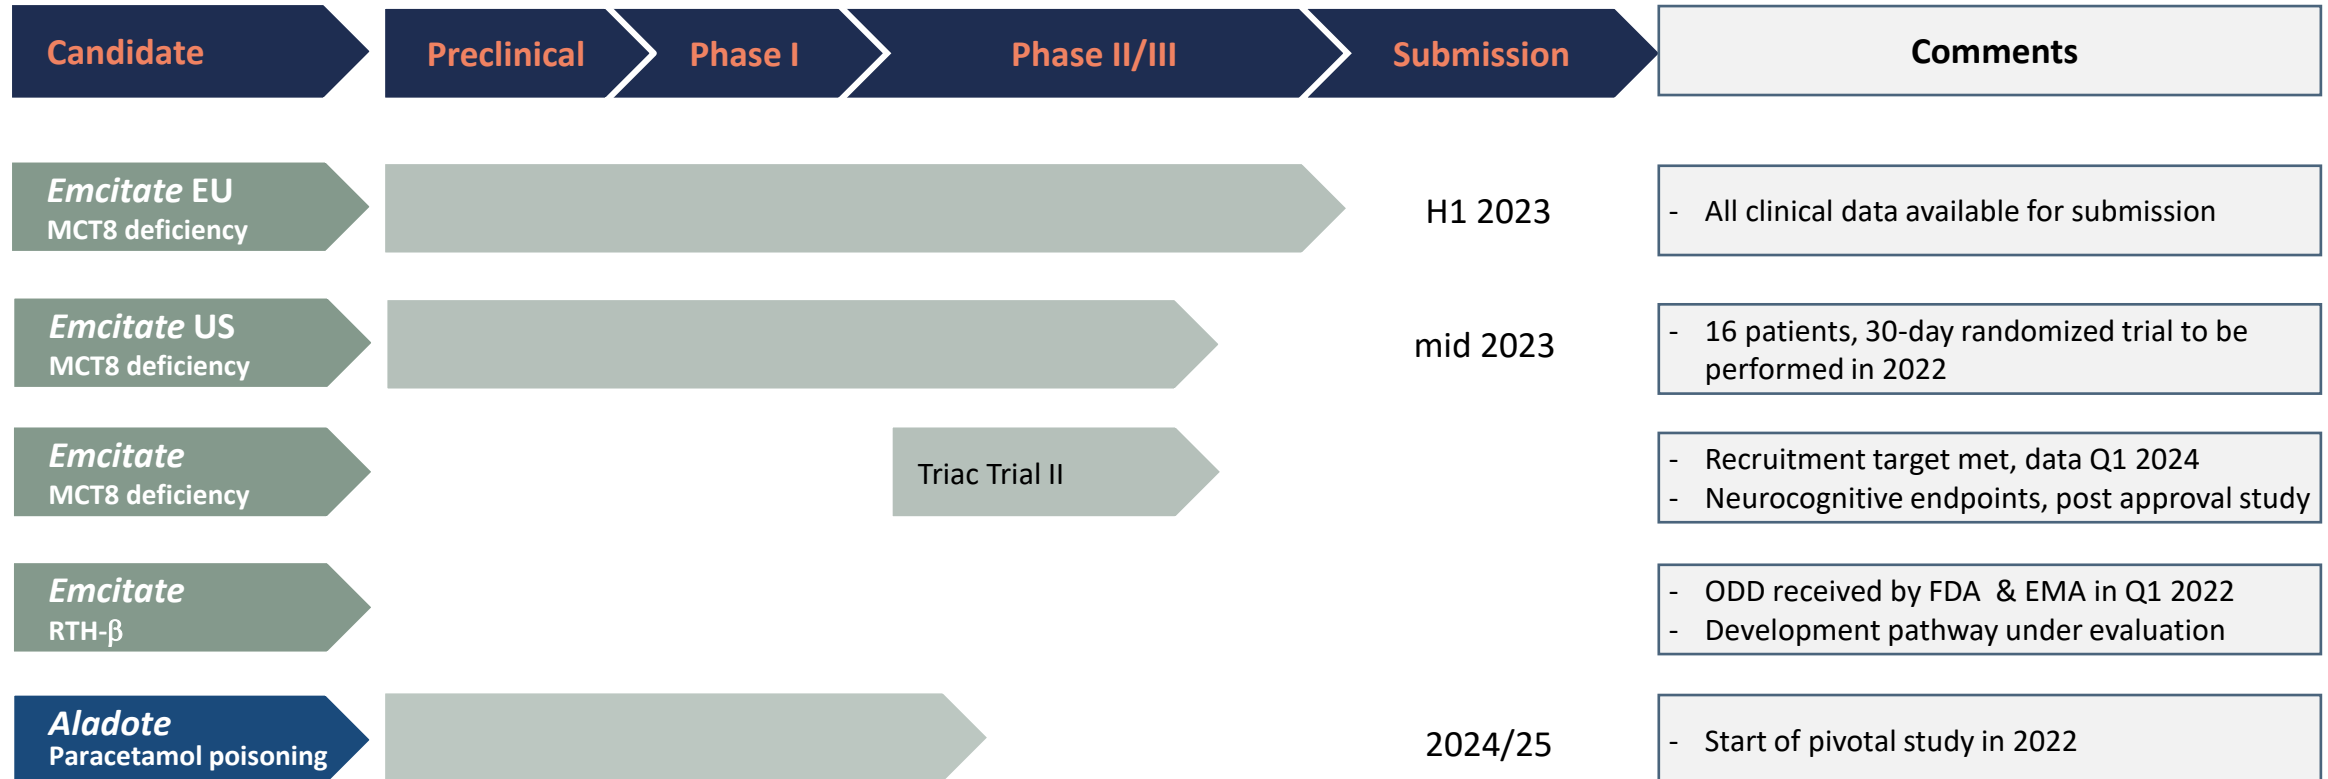 Candidate
Preclinical
Phase I
Phase II/III
Submission
Comments
Emcitate EU
MCT8 deficiency
H1 2023
- All clinical data available for submission
Emcitate US
MCT8 deficiency
mid 2023
- 16 patients, 30-day randomized trial to be
performed in 2022
Emcitate
MCT8 deficiency
Triac Trial II
- Recruitment target met, data Q1 2024
- Neurocognitive endpoints, post approval study
Emcitate
RTH-β
- ODD received by FDA & EMA in Q1 2022
- Development pathway under evaluation
Aladote
Paracetamol poisoning
2024/25
- Start of pivotal study in 2022